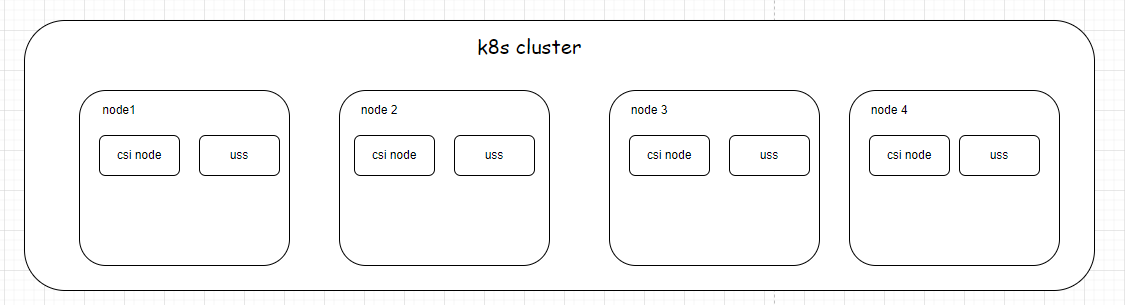 k8s cluster
node1
csi node
uss
node 2
csi node
uss
node 3
csi node
uss
node 4
csi node
uss